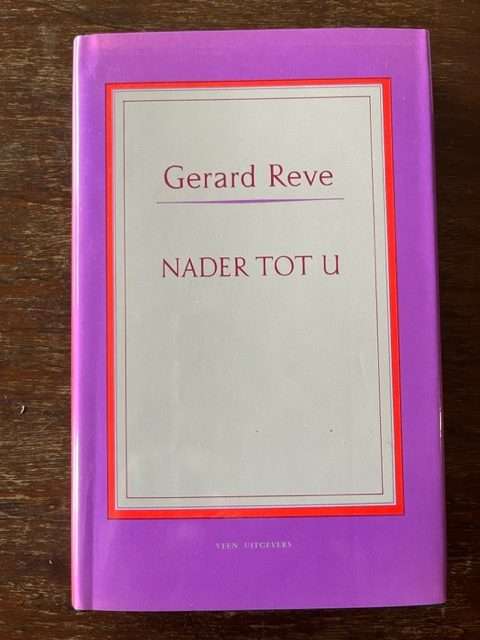 Gerard Reve
NADER TOT U
VEEN UITGEVERS